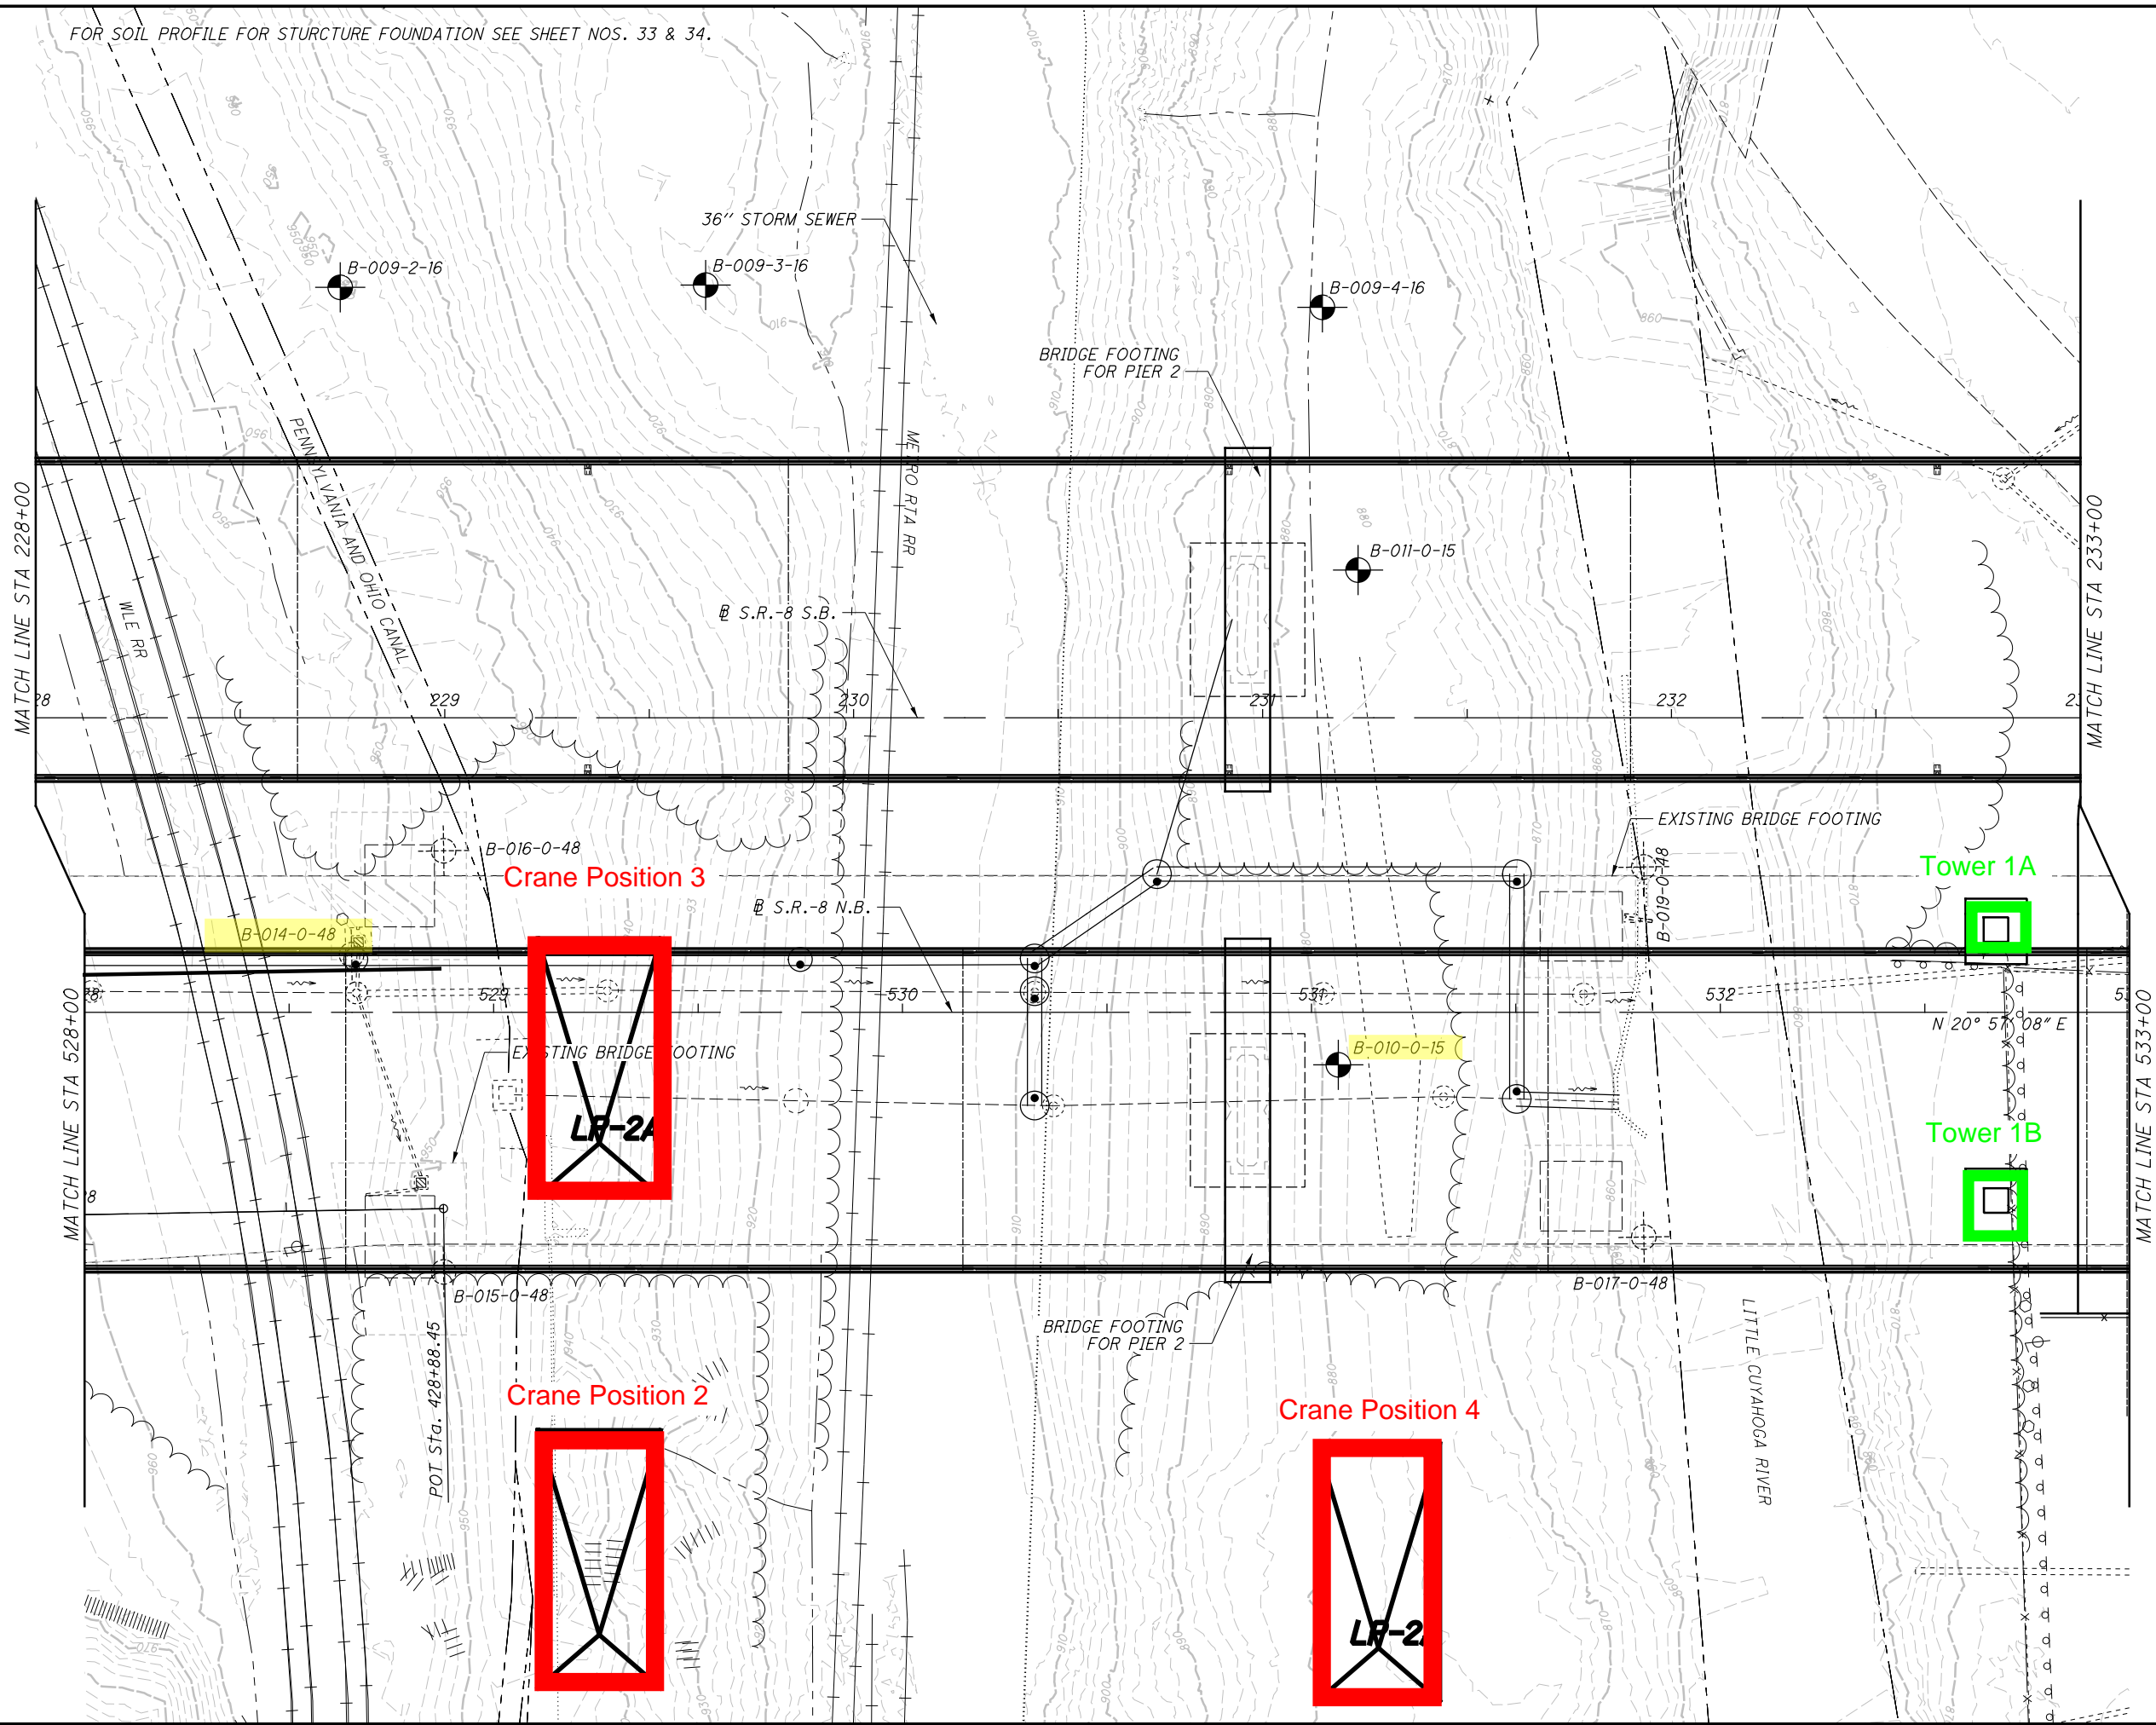 FOR SOIL PROFILE FOR STURCTURE FOUNDATION SEE SHEET NOS. 33 & 34.
36" STORM SEWER
B-009-2-16
B-009-3-16
B-009-4-16
BRIDGE FOOTING
FOR PIER 2
METRO RTA RR
PENNSYLVANIA AND OHIO CANAL
WLE RR
MATCH LINE STA 228+00
MATCH LINE STA 233+00
B-011-0-15
S.R.-8 S.B.
229
230
231
232
EXISTING BRIDGE FOOTING
B-016-0-48
Crane Position 3
S.R.-8 N.B.
B-019-0-48
Tower 1A
B-014-0-48
529
530
531
532
N 20° 57' 08" E
EXISTING BRIDGE FOOTING
B-010-0-15
LR-2A
Tower 1B
MATCH LINE STA 528+00
MATCH LINE STA 533+00
B-015-0-48
B-017-0-48
BRIDGE FOOTING
FOR PIER 2
POT Sta. 428+88.45
LITTLE CUYAHOGA RIVER
Crane Position 2
Crane Position 4
LR-2